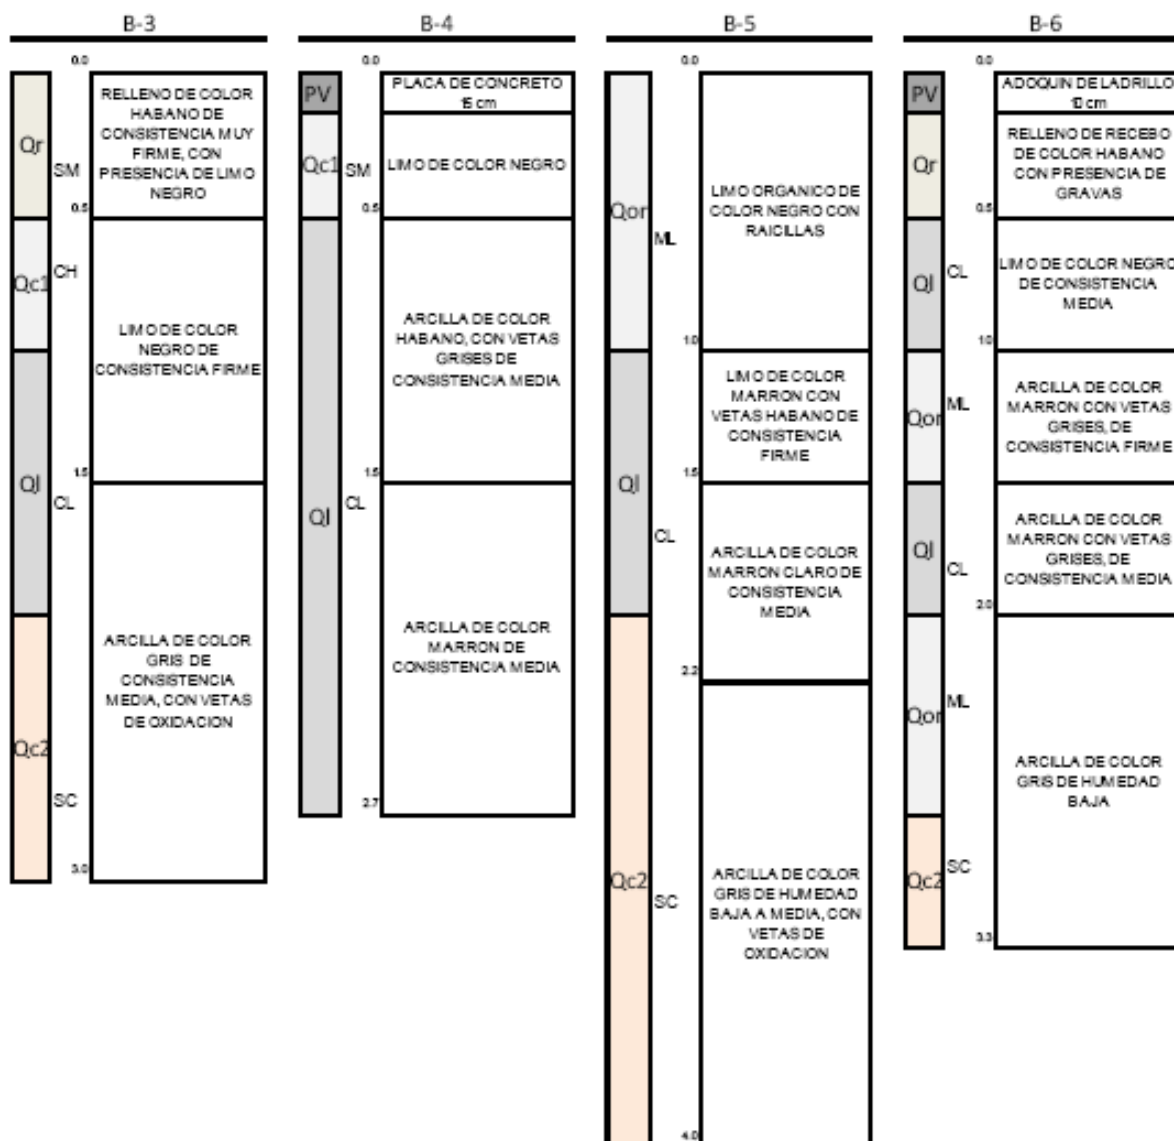 B-3
0.0
Qr
SM
RELLENO DE COLOR
HABANO DE
CONSISTENCIA MUY
FIRME, CON
PRESENCIA DE LIMO
NEGRO
0.5
Qc1
CH
LIMO DE COLOR
NEGRO DE
CONSISTENCIA FIRME
1.5
Ql
CL
ARCILLA DE COLOR
GRIS DE
CONSISTENCIA
MEDIA, CON VETAS
DE OXIDACION
Qc2
SC
3.0
B-4
0.0
PV
PLACA DE CONCRETO
15 cm
Qc1
SM
LIMO DE COLOR NEGRO
0.5
ARCILLA DE COLOR
HABANO, CON VETAS
GRISES DE
CONSISTENCIA MEDIA
1.5
Ql
CL
ARCILLA DE COLOR
MARRON DE
CONSISTENCIA MEDIA
2.7
B-5
0.0
Qor
ML
LIMO ORGANICO DE
COLOR NEGRO CON
RAICILLAS
1.0
LIMO DE COLOR
MARRON CON
VETAS HABANO DE
CONSISTENCIA
FIRME
1.5
Ql
CL
ARCILLA DE COLOR
MARRON CLARO DE
CONSISTENCIA
MEDIA
2.2
Qc2
SC
ARCILLA DE COLOR
GRIS DE HUMEDAD
BAJA A MEDIA, CON
VETAS DE
OXIDACION
4.0
B-6
0.0
PV
ADOQUIN DE LADRILLO
10 cm
Qr
RELLENO DE RECEBO
DE COLOR HABANO
CON PRESENCIA DE
GRAVAS
0.5
Ql
CL
LIMO DE COLOR NEGRO
DE CONSISTENCIA
MEDIA
1.0
Qor
ML
ARCILLA DE COLOR
MARRON CON VETAS
GRISES, DE
CONSISTENCIA FIRME
Ql
CL
ARCILLA DE COLOR
MARRON CON VETAS
GRISES, DE
CONSISTENCIA MEDIA
2.0
Qor
ML
ARCILLA DE COLOR
GRIS DE HUMEDAD
BAJA
Qc2
SC
3.3